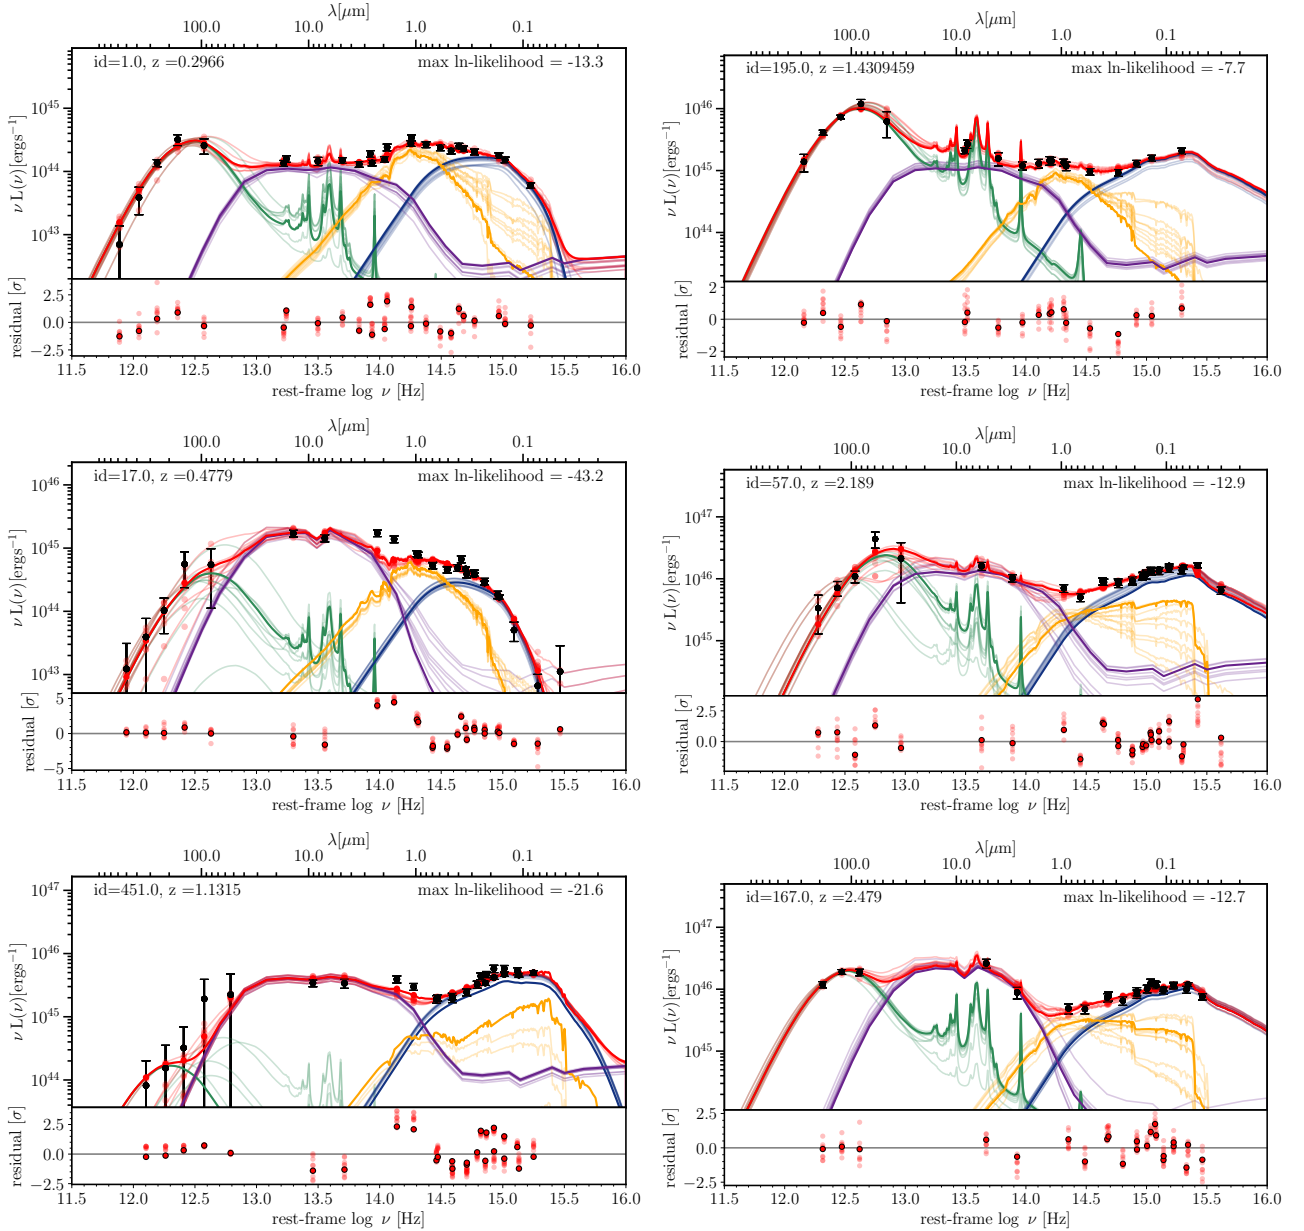 λ[μm]
100.0 10.0 1.0 0.1
id=1.0, z =0.2966 max ln-likelihood = -13.3
10^45
10^44
10^43
ν L(ν)[ergs^−1]
2.5
0.0
−2.5
residual [σ]
11.5 12.0 12.5 13.0 13.5 14.0 14.5 15.0 15.5 16.0
rest-frame log ν [Hz]
λ[μm]
100.0 10.0 1.0 0.1
id=195.0, z =1.4309459 max ln-likelihood = -7.7
10^46
10^45
10^44
ν L(ν)[ergs^−1]
2
0
−2
residual [σ]
11.5 12.0 12.5 13.0 13.5 14.0 14.5 15.0 15.5 16.0
rest-frame log ν [Hz]
λ[μm]
100.0 10.0 1.0 0.1
id=17.0, z =0.4779 max ln-likelihood = -43.2
10^46
10^45
10^44
10^43
ν L(ν)[ergs^−1]
5
0
−5
residual [σ]
11.5 12.0 12.5 13.0 13.5 14.0 14.5 15.0 15.5 16.0
rest-frame log ν [Hz]
λ[μm]
100.0 10.0 1.0 0.1
id=57.0, z =2.189 max ln-likelihood = -12.9
10^47
10^46
10^45
ν L(ν)[ergs^−1]
2.5
0.0
residual [σ]
11.5 12.0 12.5 13.0 13.5 14.0 14.5 15.0 15.5 16.0
rest-frame log ν [Hz]
λ[μm]
100.0 10.0 1.0 0.1
id=451.0, z =1.1315 max ln-likelihood = -21.6
10^47
10^46
10^45
10^44
ν L(ν)[ergs^−1]
2.5
0.0
−2.5
residual [σ]
11.5 12.0 12.5 13.0 13.5 14.0 14.5 15.0 15.5 16.0
rest-frame log ν [Hz]
λ[μm]
100.0 10.0 1.0 0.1
id=167.0, z =2.479 max ln-likelihood = -12.7
10^47
10^46
10^45
ν L(ν)[ergs^−1]
2.5
0.0
−2.5
residual [σ]
11.5 12.0 12.5 13.0 13.5 14.0 14.5 15.0 15.5 16.0
rest-frame log ν [Hz]